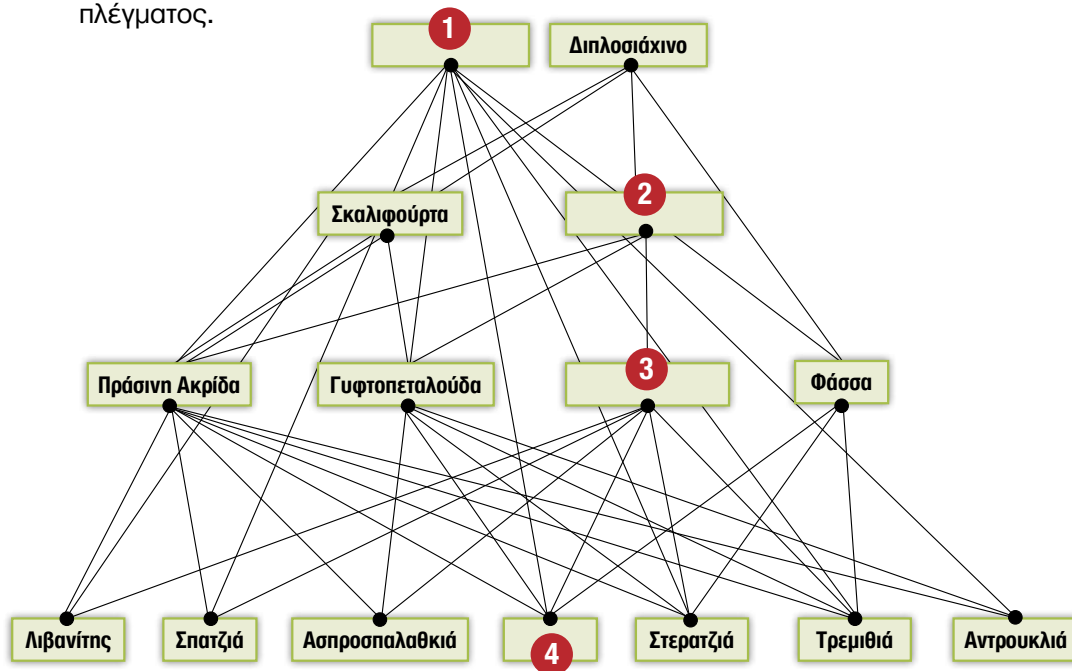 πλέγματος.
1
Διπλοσιάχινο
Σκαλιφούρτα
2
Πράσινη Ακρίδα
Γυφτοπεταλούδα
3
Φάσσα
Λιβανίτης
Σπατζιά
Ασπροσπαλαθκιά
4
Στερατζιά
Τρεμιθιά
Αντρουκλιά